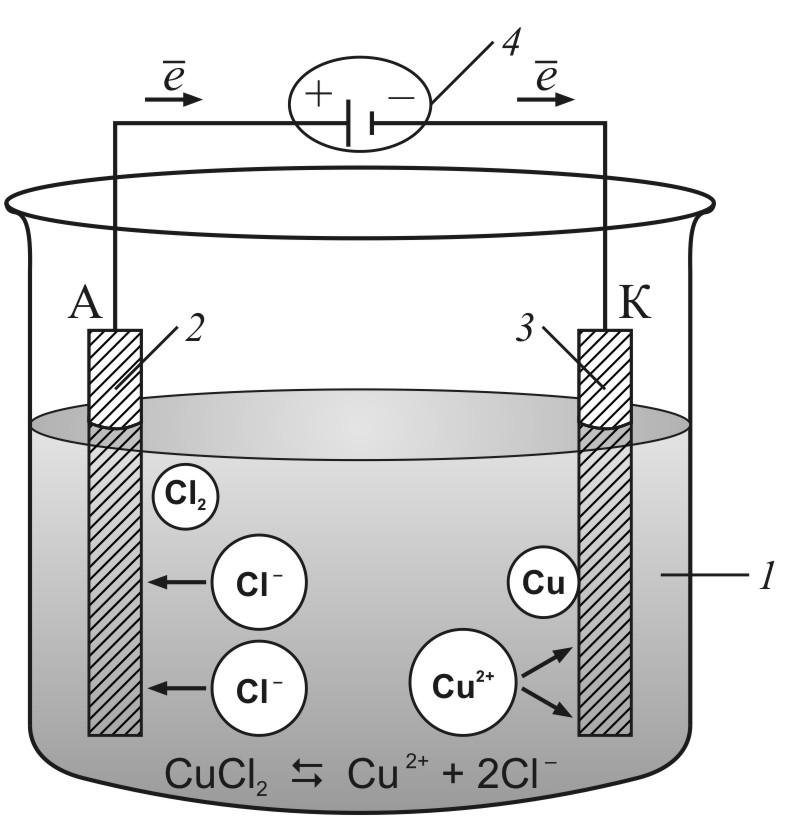 4
e̅ + − e̅
А К
2 3
Cl₂
Cl⁻ Cu 1
Cl⁻ Cu²⁺
CuCl₂ ⇆ Cu²⁺ + 2Cl⁻